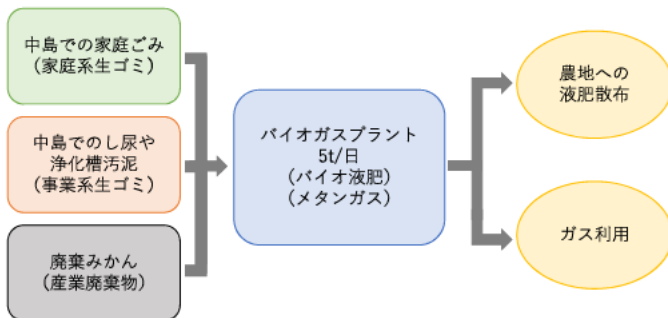 中島での家庭ごみ
(家庭系生ゴミ)
中島でのし尿や
浄化槽汚泥
(事業系生ゴミ)
廃棄みかん
(産業廃棄物)
バイオガスプラント
5t/日
(バイオ液肥)
(メタンガス)
農地への
液肥散布
ガス利用